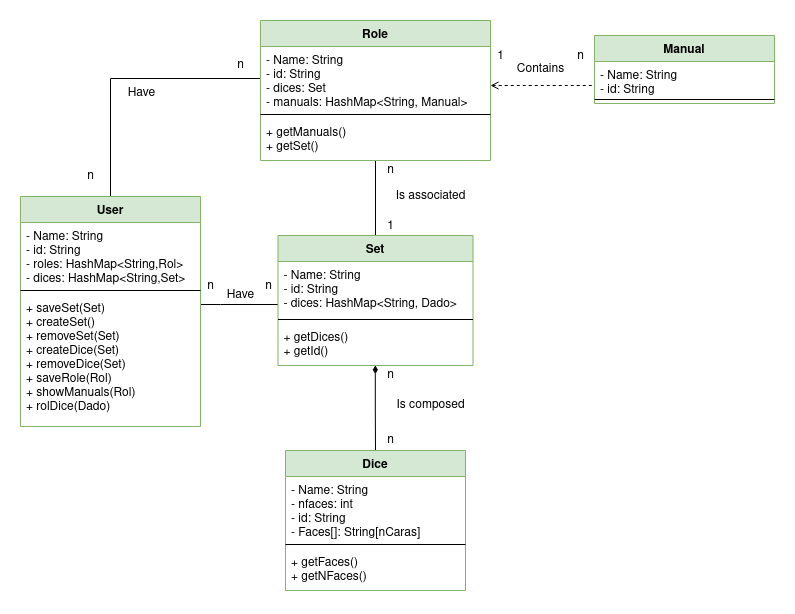 Role
- Name: String
- id: String
- dices: Set
- manuals: HashMap<String, Manual>
+ getManuals()
+ getSet()
1
Contains
n
Manual
- Name: String
- id: String
n
Have
n
n
Is associated
1
User
- Name: String
- id: String
- roles: HashMap<String,Rol>
- dices: HashMap<String,Set>
+ saveSet(Set)
+ createSet()
+ removeSet(Set)
+ createDice(Set)
+ removeDice(Set)
+ saveRole(Rol)
+ showManuals(Rol)
+ rolDice(Dado)
n
Have
n
Set
- Name: String
- id: String
- dices: HashMap<String, Dado>
+ getDices()
+ getId()
n
Is composed
n
Dice
- Name: String
- nfaces: int
- id: String
- Faces[]: String[nCaras]
+ getFaces()
+ getNFaces()